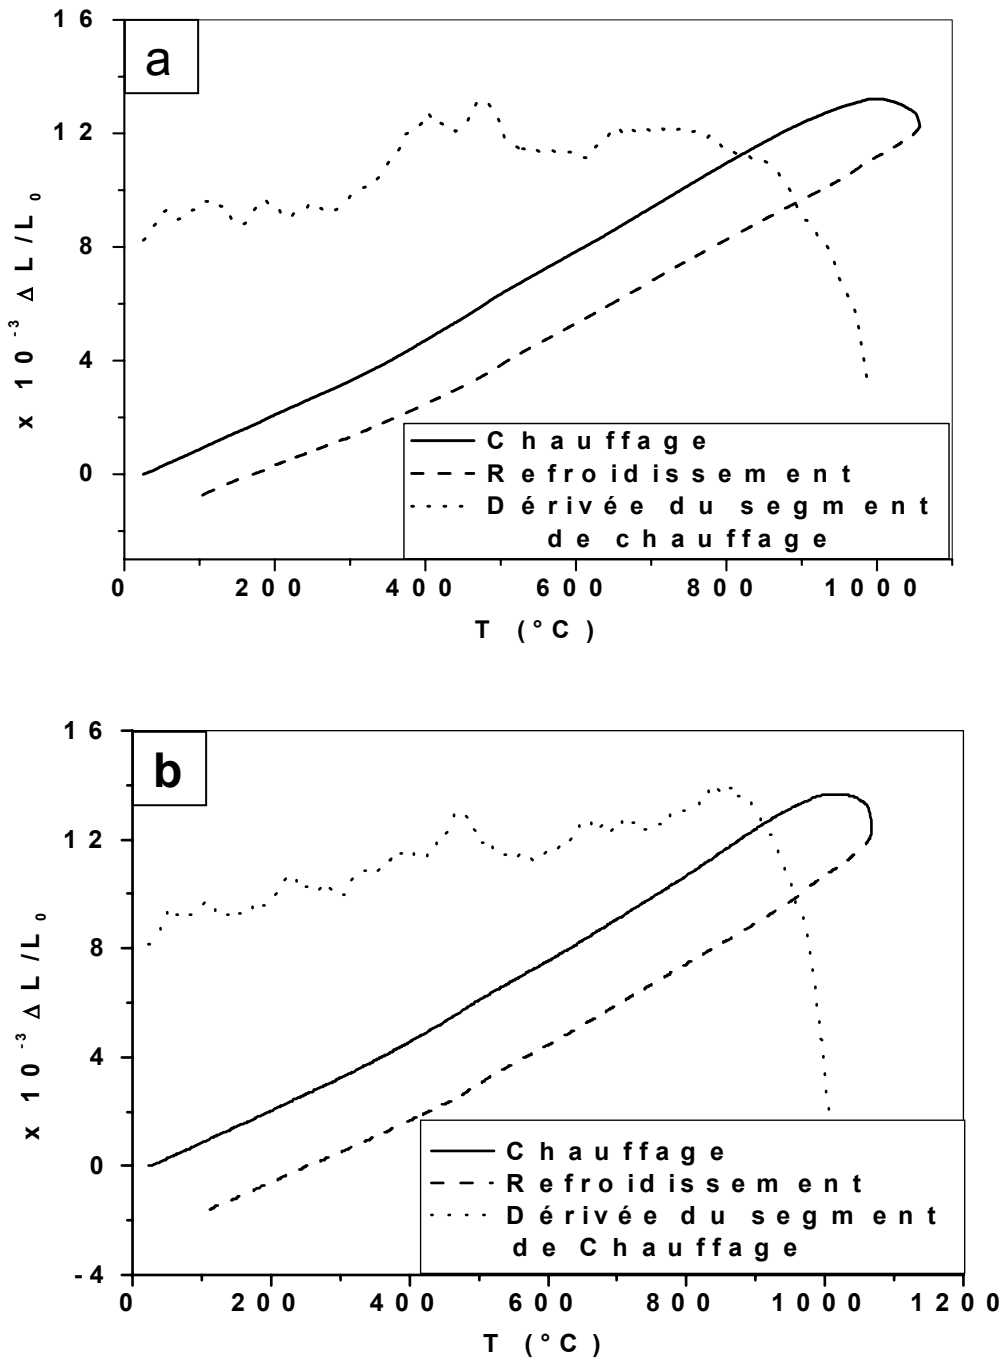 a
16
12
8
4
0
x 10⁻³ ΔL/L₀
Chauffage
Refroidissement
Dérivée du segment
de chauffage
0 200 400 600 800 1000
T (°C)
b
16
12
8
4
0
-4
x 10⁻³ ΔL/L₀
Chauffage
Refroidissement
Dérivée du segment
de Chauffage
0 200 400 600 800 1000 1200
T (°C)